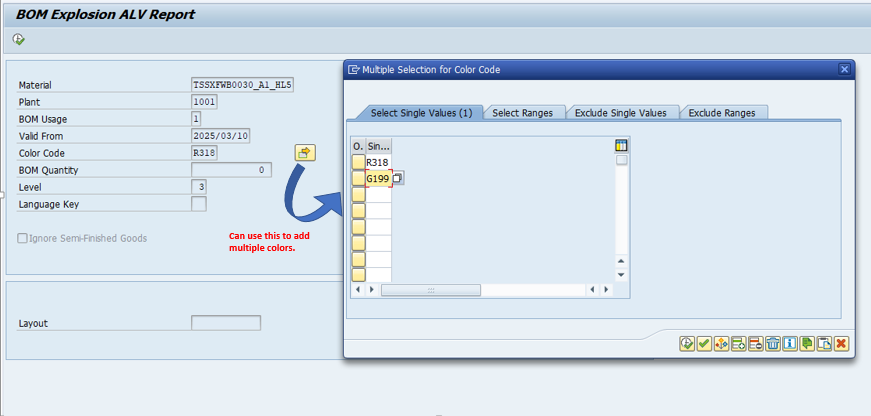 BOM Explosion ALV Report
Material TSSXFWB0030_A1_HL5
Plant 1001
BOM Usage 1
Valid From 2025/03/10
Color Code R318
BOM Quantity 0
Level 3
Language Key
Ignore Semi-Finished Goods
Can use this to add
multiple colors.
Layout
Multiple Selection for Color Code
Select Single Values (1) Select Ranges Exclude Single Values Exclude Ranges
O. Sin...
R318
G199